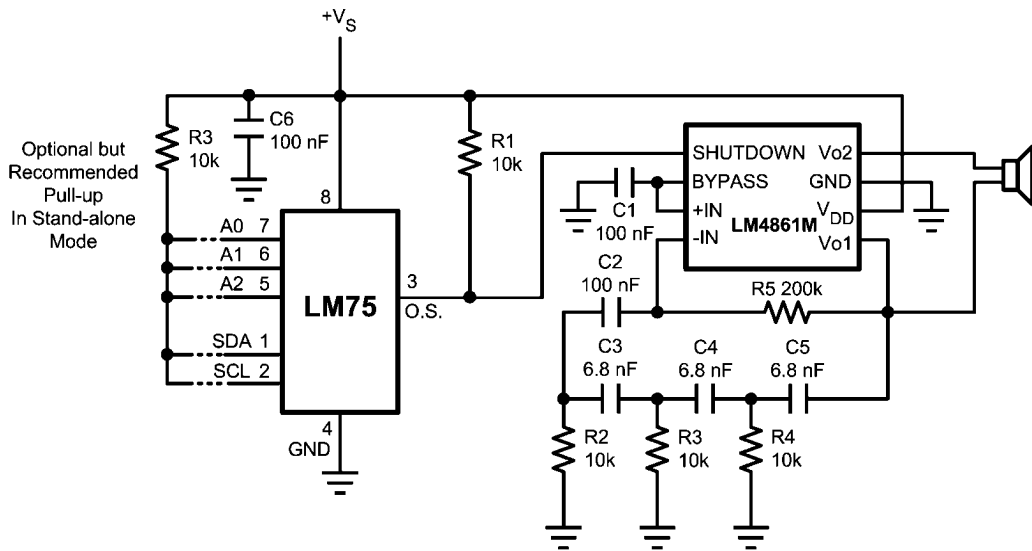 +VS
R3
10k
C6
100 nF
R1
10k
Optional but
Recommended
Pull-up
In Stand-alone
Mode
8
A0 7
A1 6
A2 5
SDA 1
SCL 2
LM75
3
O.S.
4
GND
SHUTDOWN
BYPASS
+IN
-IN
Vo2
GND
VDD
Vo1
LM4861M
C1
100 nF
C2
100 nF
R5 200k
C3
6.8 nF
C4
6.8 nF
C5
6.8 nF
R2
10k
R3
10k
R4
10k